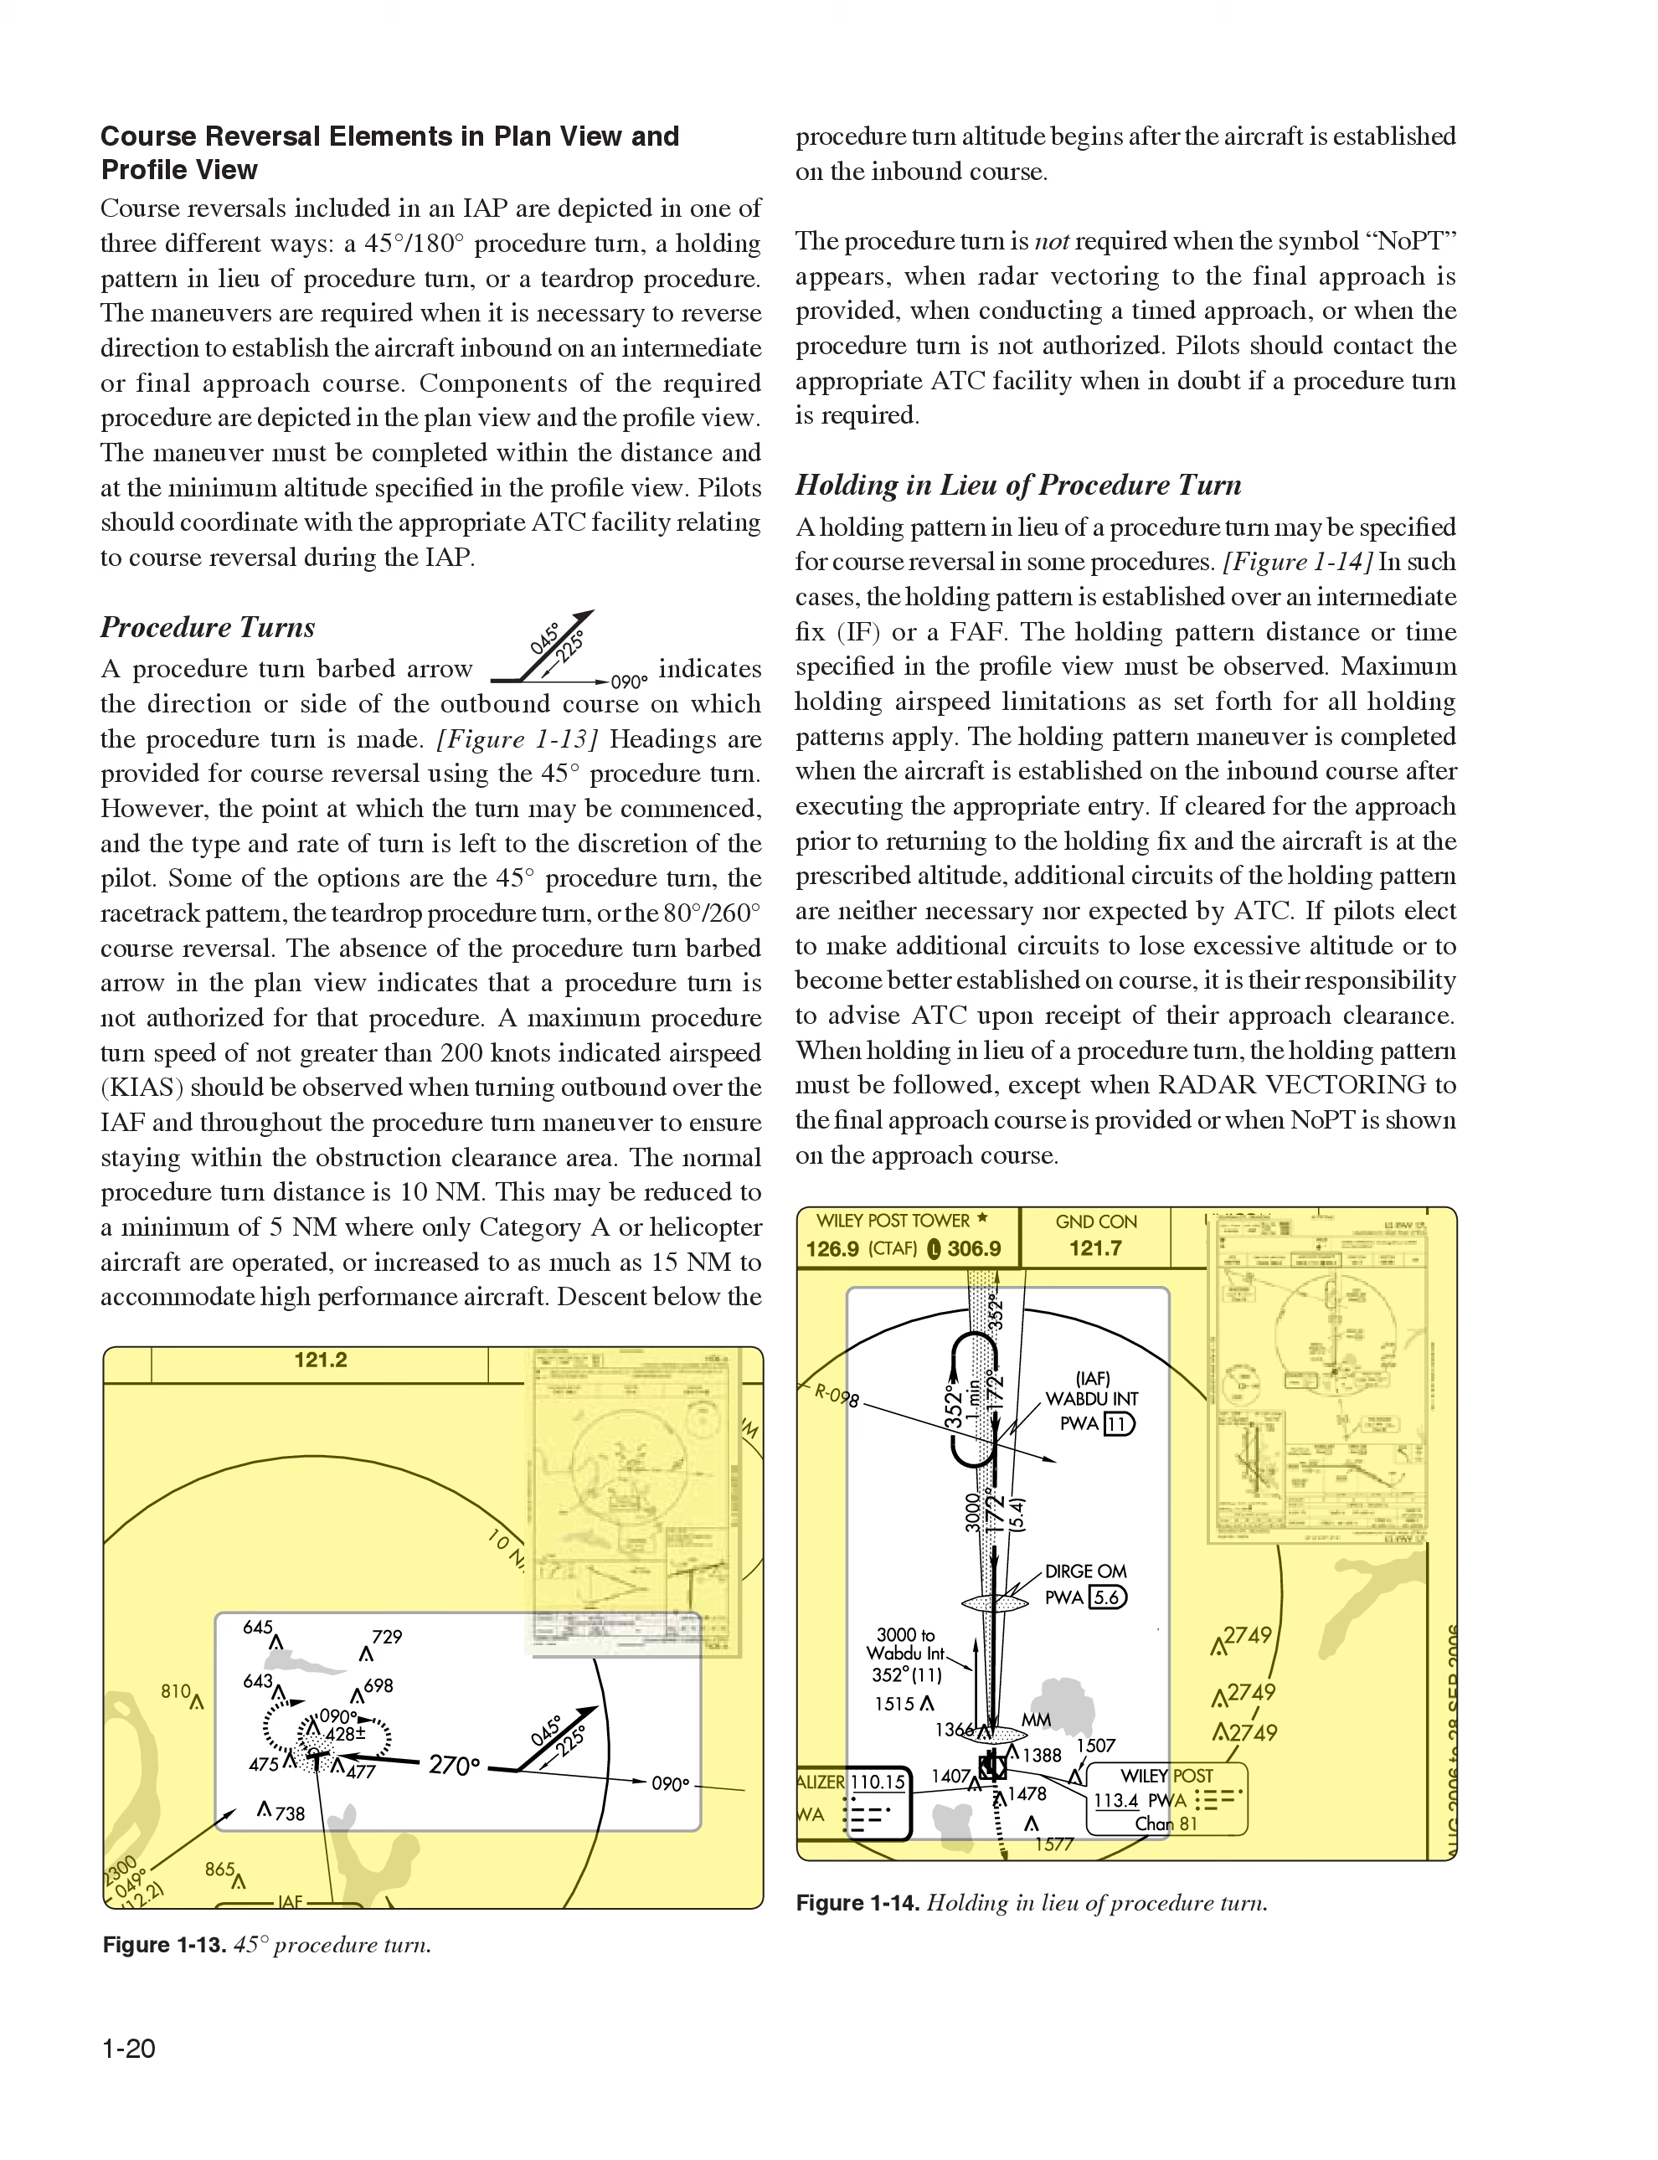 Course Reversal Elements in Plan View and
Profile View
Course reversals included in an IAP are depicted in one of
three different ways: a 45°/180° procedure turn, a holding
pattern in lieu of procedure turn, or a teardrop procedure.
The maneuvers are required when it is necessary to reverse
direction to establish the aircraft inbound on an intermediate
or final approach course. Components of the required
procedure are depicted in the plan view and the profile view.
The maneuver must be completed within the distance and
at the minimum altitude specified in the profile view. Pilots
should coordinate with the appropriate ATC facility relating
to course reversal during the IAP.
Procedure Turns
045°
225°
090°
A procedure turn barbed arrow indicates
the direction or side of the outbound course on which
the procedure turn is made. [Figure 1-13] Headings are
provided for course reversal using the 45° procedure turn.
However, the point at which the turn may be commenced,
and the type and rate of turn is left to the discretion of the
pilot. Some of the options are the 45° procedure turn, the
racetrack pattern, the teardrop procedure turn, or the 80°/260°
course reversal. The absence of the procedure turn barbed
arrow in the plan view indicates that a procedure turn is
not authorized for that procedure. A maximum procedure
turn speed of not greater than 200 knots indicated airspeed
(KIAS) should be observed when turning outbound over the
IAF and throughout the procedure turn maneuver to ensure
staying within the obstruction clearance area. The normal
procedure turn distance is 10 NM. This may be reduced to
a minimum of 5 NM where only Category A or helicopter
aircraft are operated, or increased to as much as 15 NM to
accommodate high performance aircraft. Descent below the
121.2
10 N
645
729
643
698
810
090°
428±
475
477
270°
045°
225°
090°
738
2300
049°
(12.2)
865
IAF
Figure 1-13. 45° procedure turn.
procedure turn altitude begins after the aircraft is established
on the inbound course.
The procedure turn is not required when the symbol “NoPT”
appears, when radar vectoring to the final approach is
provided, when conducting a timed approach, or when the
procedure turn is not authorized. Pilots should contact the
appropriate ATC facility when in doubt if a procedure turn
is required.
Holding in Lieu of Procedure Turn
A holding pattern in lieu of a procedure turn may be specified
for course reversal in some procedures. [Figure 1-14] In such
cases, the holding pattern is established over an intermediate
fix (IF) or a FAF. The holding pattern distance or time
specified in the profile view must be observed. Maximum
holding airspeed limitations as set forth for all holding
patterns apply. The holding pattern maneuver is completed
when the aircraft is established on the inbound course after
executing the appropriate entry. If cleared for the approach
prior to returning to the holding fix and the aircraft is at the
prescribed altitude, additional circuits of the holding pattern
are neither necessary nor expected by ATC. If pilots elect
to make additional circuits to lose excessive altitude or to
become better established on course, it is their responsibility
to advise ATC upon receipt of their approach clearance.
When holding in lieu of a procedure turn, the holding pattern
must be followed, except when RADAR VECTORING to
the final approach course is provided or when NoPT is shown
on the approach course.
WILEY POST TOWER ★
126.9 (CTAF) L 306.9
GND CON
121.7
352°
R-098
352°
1 min
172°
(IAF)
WABDU INT
PWA 11
3000
172°
(5.4)
DIRGE OM
PWA 5.6
3000 to
Wabdu Int
352° (11)
1515
1366
MM
1388
1507
1407
1478
1577
2749
2749
2749
ALIZER 110.15
WA
WILEY POST
113.4 PWA
Chan 81
AUG 2006 to 28 SEP 2006
Figure 1-14. Holding in lieu of procedure turn.
1-20